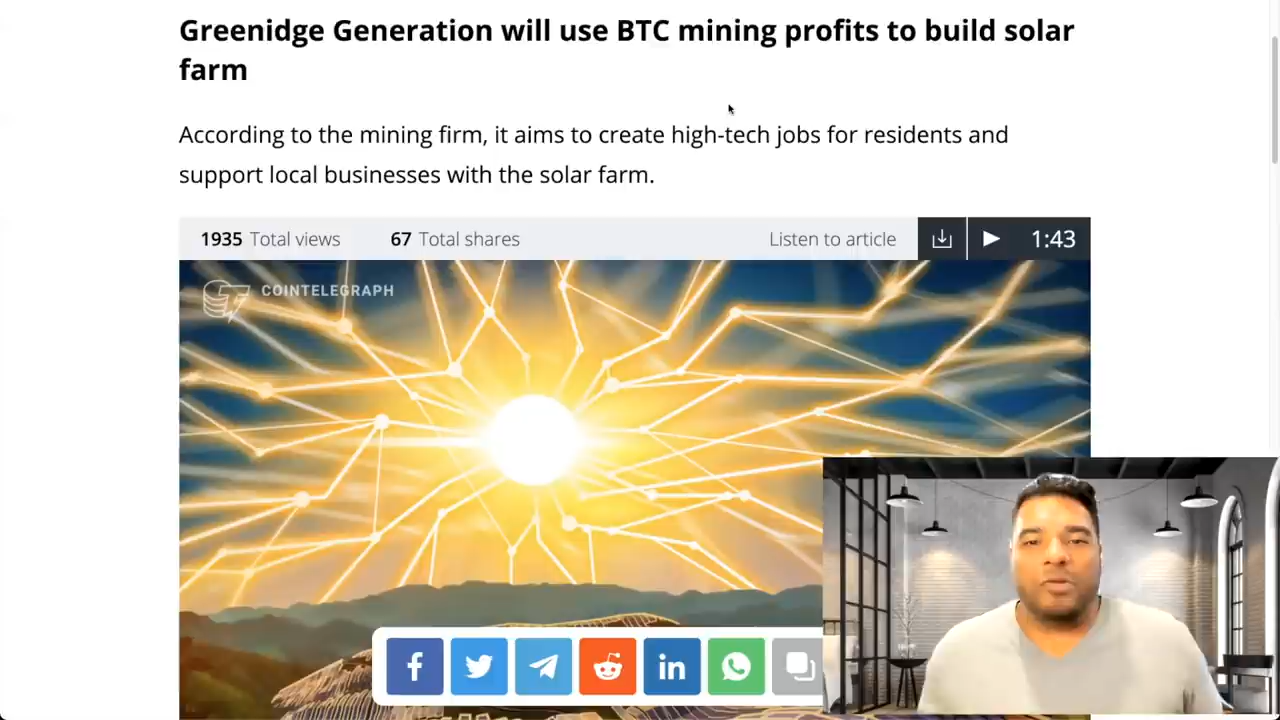 Greenidge Generation will use BTC mining profits to build solar
farm
According to the mining firm, it aims to create high-tech jobs for residents and
support local businesses with the solar farm.
1935 Total views 67 Total shares Listen to article 1:43
COINTELEGRAPH